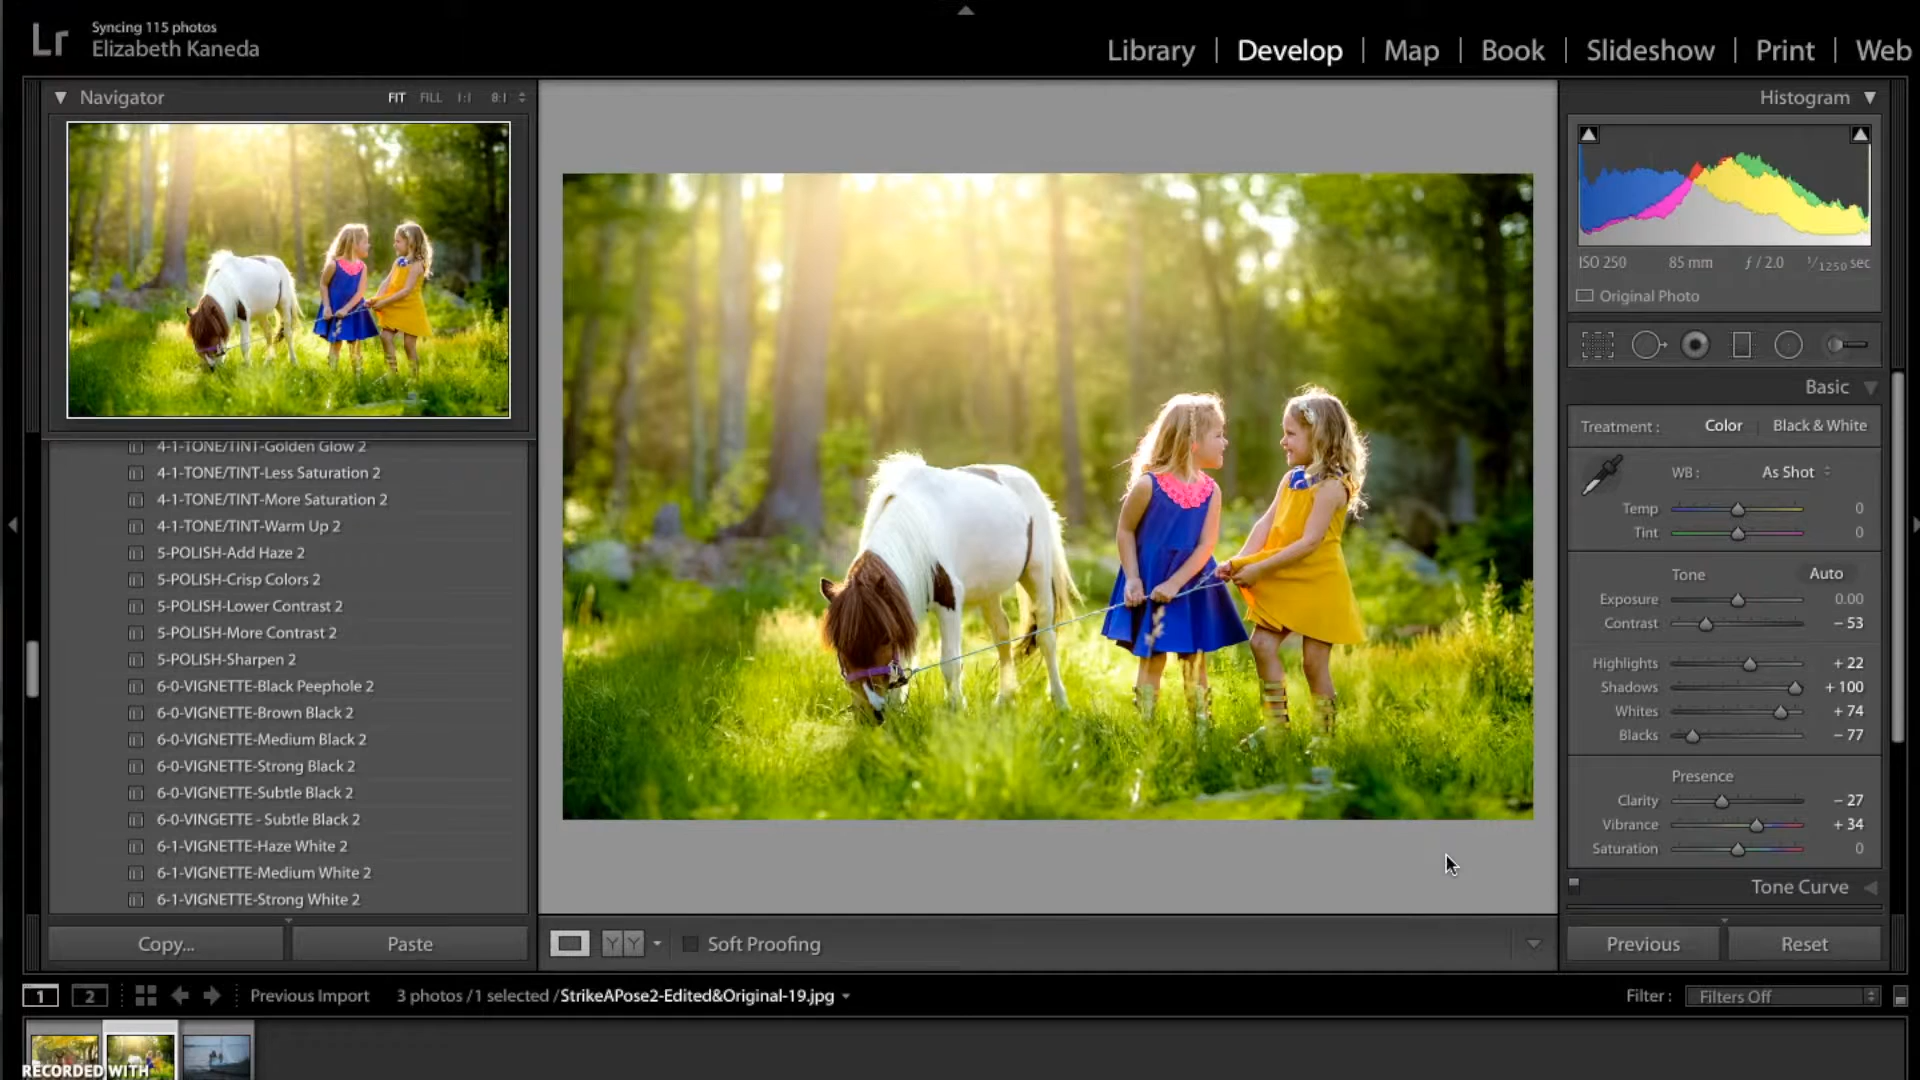 Lr
Syncing 115 photos
Elizabeth Kaneda
Library | Develop | Map | Book | Slideshow | Print | Web
Navigator
FIT FILL 1:1 8:1
4-1-TONE/TINT-Golden Glow 2
4-1-TONE/TINT-Less Saturation 2
4-1-TONE/TINT-More Saturation 2
4-1-TONE/TINT-Warm Up 2
5-POLISH-Add Haze 2
5-POLISH-Crisp Colors 2
5-POLISH-Lower Contrast 2
5-POLISH-More Contrast 2
5-POLISH-Sharpen 2
6-0-VIGNETTE-Black Peephole 2
6-0-VIGNETTE-Brown Black 2
6-0-VIGNETTE-Medium Black 2
6-0-VIGNETTE-Strong Black 2
6-0-VIGNETTE-Subtle Black 2
6-0-VINGETTE - Subtle Black 2
6-1-VIGNETTE-Haze White 2
6-1-VIGNETTE-Medium White 2
6-1-VIGNETTE-Strong White 2
Copy... Paste
YY Soft Proofing
Histogram
ISO 250 85 mm ƒ / 2.0 1/1250 sec
Original Photo
Basic
Treatment : Color | Black & White
WB : As Shot
Temp 0
Tint 0
Tone Auto
Exposure 0.00
Contrast – 53
Highlights + 22
Shadows + 100
Whites + 74
Blacks – 77
Presence
Clarity – 27
Vibrance + 34
Saturation 0
Tone Curve
Previous Reset
1 2 Previous Import 3 photos / 1 selected / StrikeAPose2-Edited&Original-19.jpg Filter : Filters Off
RECORDED WITH